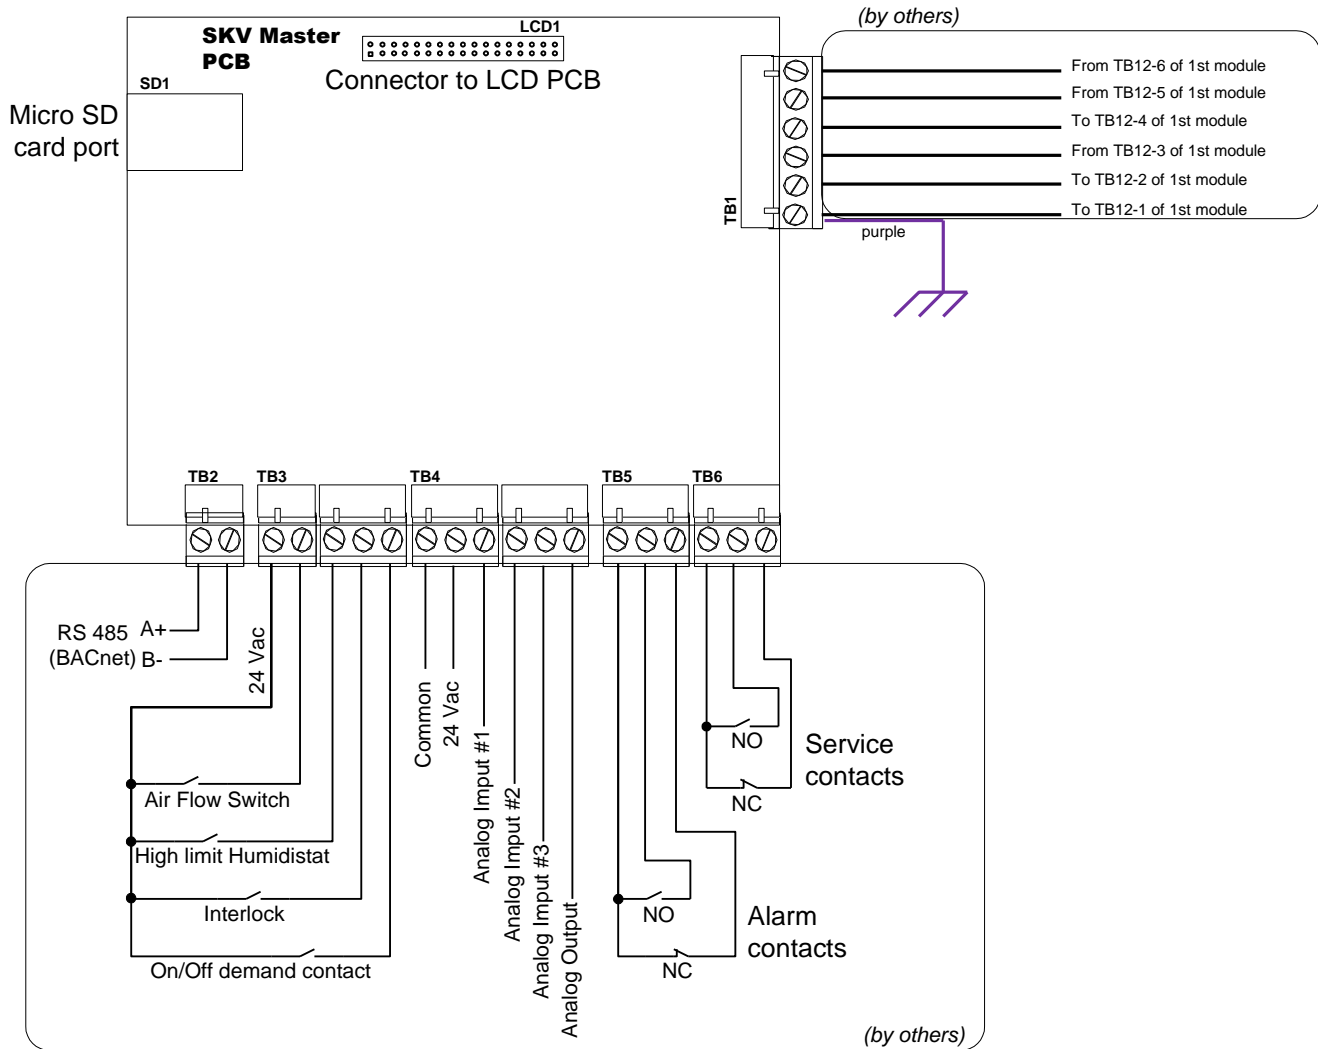 (by others)
SKV Master
PCB
LCD1
Connector to LCD PCB
SD1
Micro SD
card port
From TB12-6 of 1st module
From TB12-5 of 1st module
To TB12-4 of 1st module
From TB12-3 of 1st module
To TB12-2 of 1st module
To TB12-1 of 1st module
TB1
purple
TB2
TB3
TB4
TB5
TB6
RS 485
(BACnet)
A+
B-
24 Vac
Air Flow Switch
High limit Humidistat
Interlock
On/Off demand contact
Common
24 Vac
Analog Imput #1
Analog Imput #2
Analog Imput #3
Analog Output
NO
NC
Service
contacts
NO
NC
Alarm
contacts
(by others)